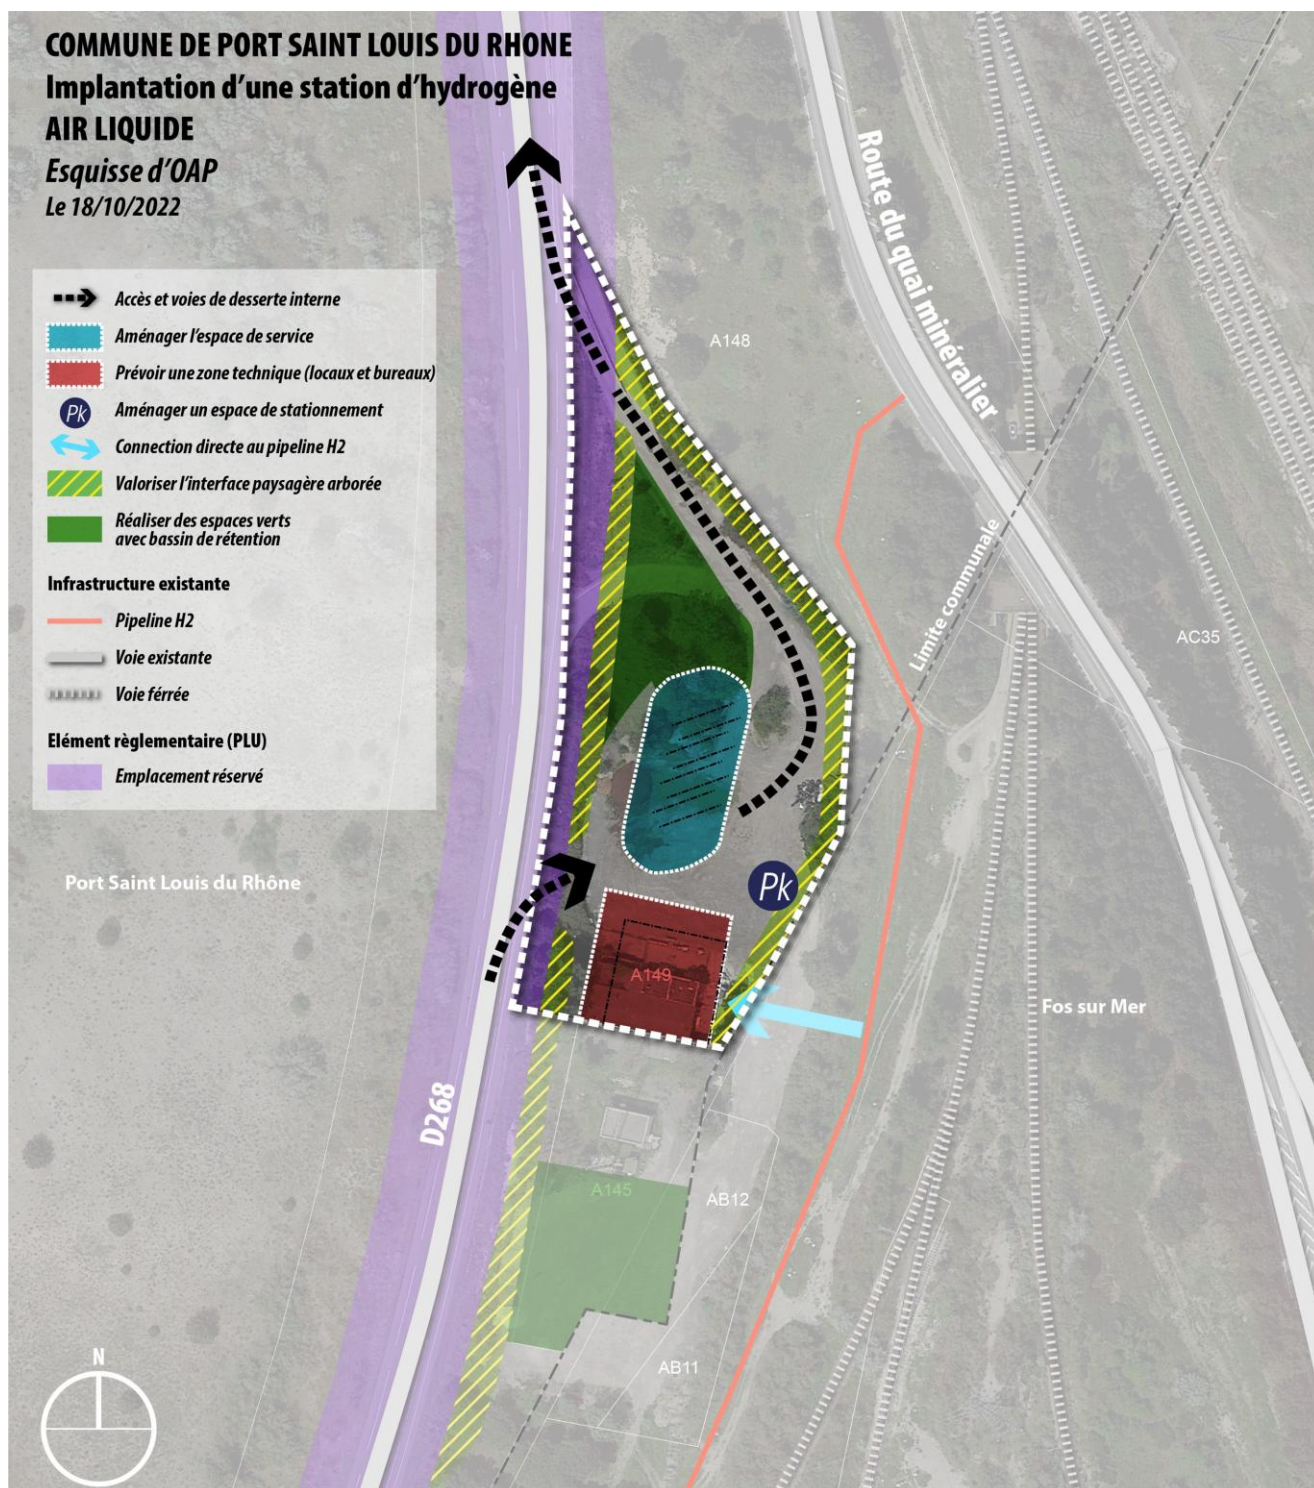 COMMUNE DE PORT SAINT LOUIS DU RHONE
Implantation d'une station d'hydrogène
AIR LIQUIDE
Esquisse d'OAP
Le 18/10/2022
Accès et voies de desserte interne
Aménager l'espace de service
Prévoir une zone technique (locaux et bureaux)
Pk
Aménager un espace de stationnement
Connection directe au pipeline H2
Valoriser l'interface paysagère arborée
Réaliser des espaces verts
avec bassin de rétention
Infrastructure existante
Pipeline H2
Voie existante
Voie férrée
Elément règlementaire (PLU)
Emplacement réservé
Route du quai minéralier
A148
Limite communale
AC35
Port Saint Louis du Rhône
Pk
A149
Fos sur Mer
D268
A145
AB12
AB11
N